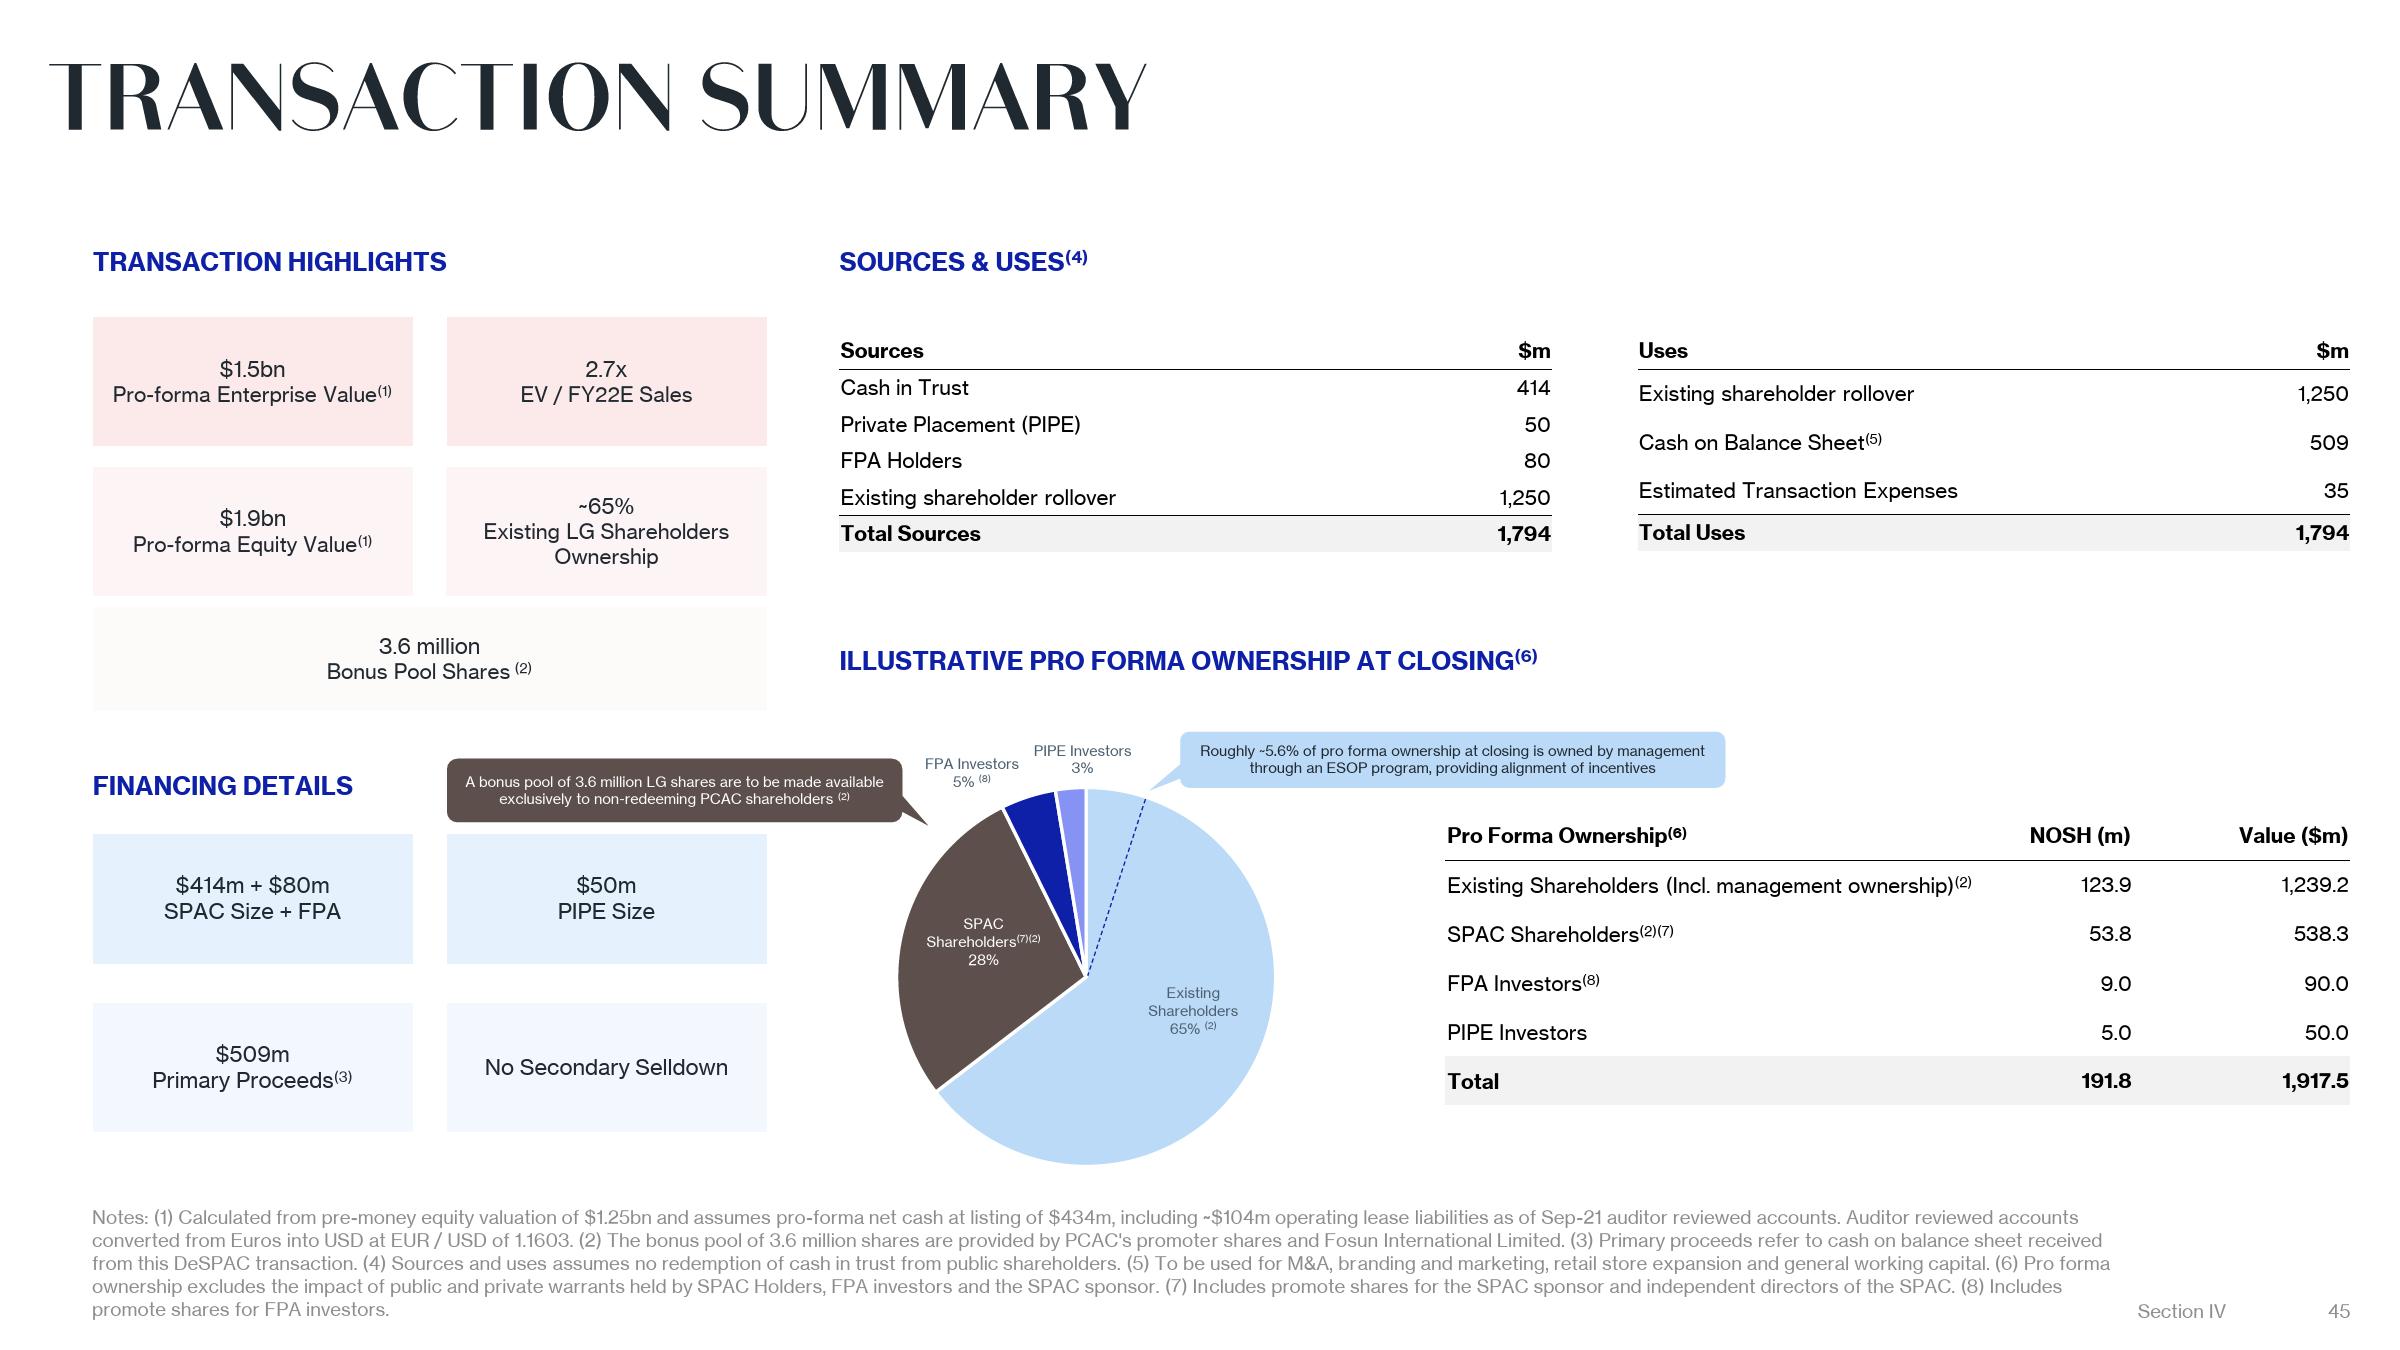 TRANSACTION SUMMARY
TRANSACTION HIGHLIGHTS
$1.5bn
Pro-forma Enterprise Value(1)
2.7x
EV / FY22E Sales
$1.9bn
Pro-forma Equity Value(1)
~65%
Existing LG Shareholders
Ownership
3.6 million
Bonus Pool Shares (2)
FINANCING DETAILS
$414m + $80m
SPAC Size + FPA
$50m
PIPE Size
$509m
Primary Proceeds(3)
No Secondary Selldown
SOURCES & USES(4)
Sources $m
Cash in Trust 414
Private Placement (PIPE) 50
FPA Holders 80
Existing shareholder rollover 1,250
Total Sources 1,794
Uses $m
Existing shareholder rollover 1,250
Cash on Balance Sheet(5) 509
Estimated Transaction Expenses 35
Total Uses 1,794
ILLUSTRATIVE PRO FORMA OWNERSHIP AT CLOSING(6)
A bonus pool of 3.6 million LG shares are to be made available
exclusively to non-redeeming PCAC shareholders (2)
FPA Investors
5% (8)
PIPE Investors
3%
Roughly ~5.6% of pro forma ownership at closing is owned by management
through an ESOP program, providing alignment of incentives
SPAC
Shareholders(7)(2)
28%
Existing
Shareholders
65% (2)
Pro Forma Ownership(6) NOSH (m) Value ($m)
Existing Shareholders (Incl. management ownership)(2) 123.9 1,239.2
SPAC Shareholders(2)(7) 53.8 538.3
FPA Investors(8) 9.0 90.0
PIPE Investors 5.0 50.0
Total 191.8 1,917.5
Notes: (1) Calculated from pre-money equity valuation of $1.25bn and assumes pro-forma net cash at listing of $434m, including ~$104m operating lease liabilities as of Sep-21 auditor reviewed accounts. Auditor reviewed accounts
converted from Euros into USD at EUR / USD of 1.1603. (2) The bonus pool of 3.6 million shares are provided by PCAC's promoter shares and Fosun International Limited. (3) Primary proceeds refer to cash on balance sheet received
from this DeSPAC transaction. (4) Sources and uses assumes no redemption of cash in trust from public shareholders. (5) To be used for M&A, branding and marketing, retail store expansion and general working capital. (6) Pro forma
ownership excludes the impact of public and private warrants held by SPAC Holders, FPA investors and the SPAC sponsor. (7) Includes promote shares for the SPAC sponsor and independent directors of the SPAC. (8) Includes
promote shares for FPA investors.
Section IV 45